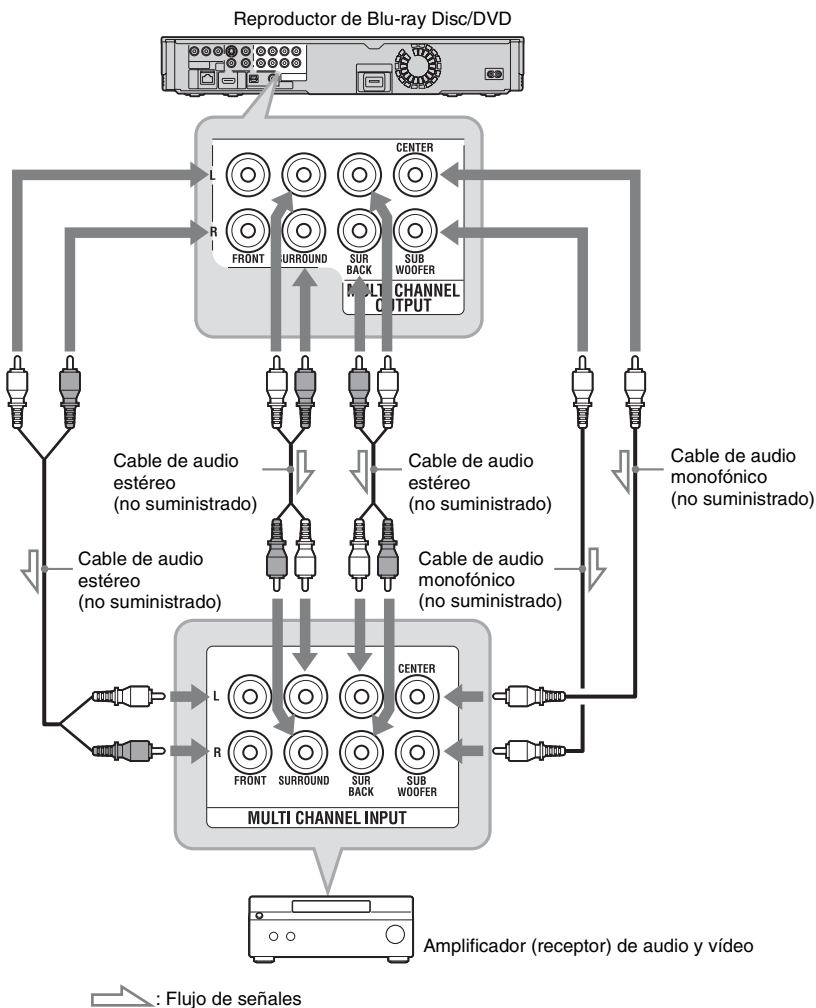 Reproductor de Blu-ray Disc/DVD
CENTER
L
R
FRONT
SURROUND
SUR
BACK
SUB
WOOFER
MULTI CHANNEL
OUTPUT
Cable de audio
estéreo
(no suministrado)
Cable de audio
estéreo
(no suministrado)
Cable de audio
monofónico
(no suministrado)
Cable de audio
estéreo
(no suministrado)
Cable de audio
monofónico
(no suministrado)
CENTER
L
R
FRONT
SURROUND
SUR
BACK
SUB
WOOFER
MULTI CHANNEL INPUT
Amplificador (receptor) de audio y vídeo
: Flujo de señales